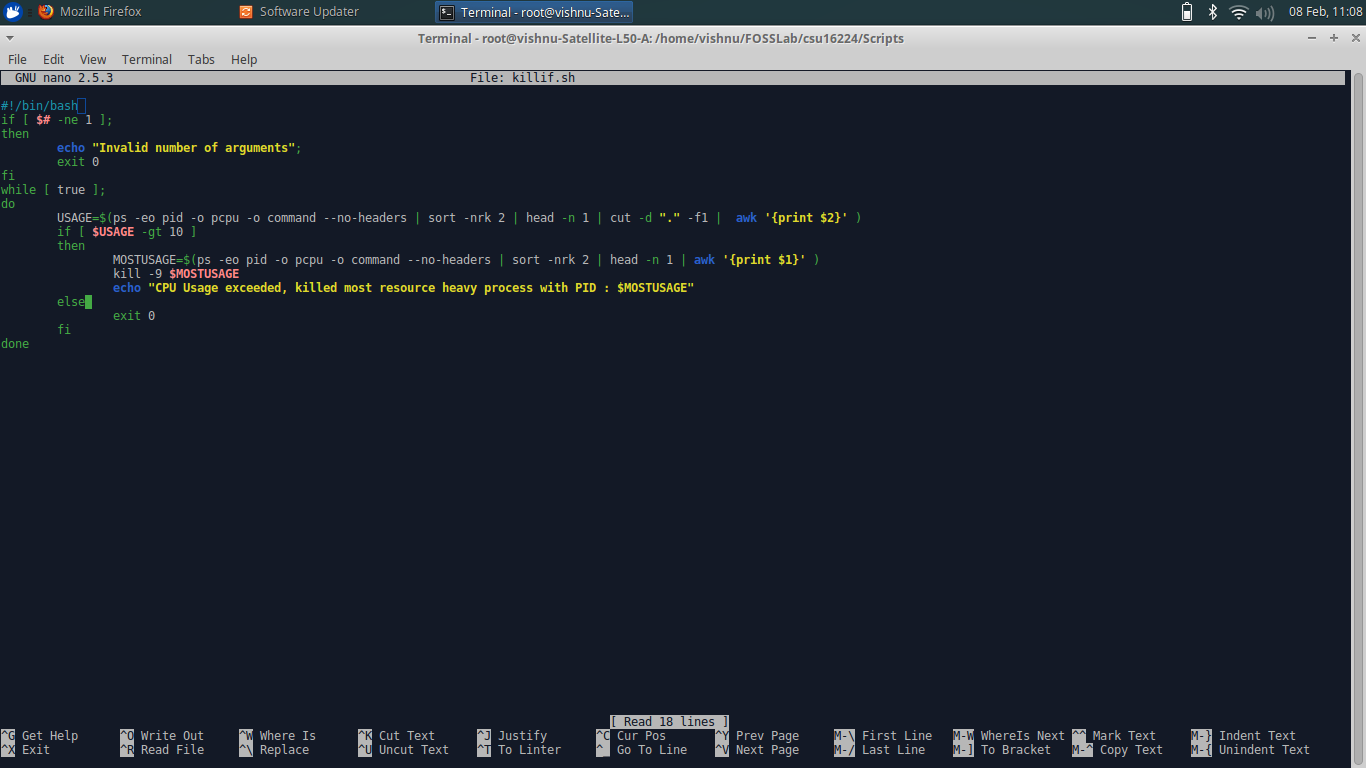 Mozilla Firefox Software Updater Terminal - root@vishnu-Sate... 08 Feb, 11:08
Terminal - root@vishnu-Satellite-L50-A: /home/vishnu/FOSSLab/csu16224/Scripts
File Edit View Terminal Tabs Help
GNU nano 2.5.3 File: killif.sh
#!/bin/bash
if [ $# -ne 1 ];
then
        echo "Invalid number of arguments";
        exit 0
fi
while [ true ];
do
        USAGE=$(ps -eo pid -o pcpu -o command --no-headers | sort -nrk 2 | head -n 1 | cut -d "." -f1 |  awk '{print $2}' )
        if [ $USAGE -gt 10 ]
        then
                MOSTUSAGE=$(ps -eo pid -o pcpu -o command --no-headers | sort -nrk 2 | head -n 1 | awk '{print $1}' )
                kill -9 $MOSTUSAGE
                echo "CPU Usage exceeded, killed most resource heavy process with PID : $MOSTUSAGE"
        else
                exit 0
        fi
done
[ Read 18 lines ]
^G Get Help ^O Write Out ^W Where Is ^K Cut Text ^J Justify ^C Cur Pos ^Y Prev Page M-\ First Line M-W WhereIs Next ^^ Mark Text M-} Indent Text
^X Exit ^R Read File ^\ Replace ^U Uncut Text ^T To Linter ^_ Go To Line ^V Next Page M-/ Last Line M-] To Bracket M-^ Copy Text M-{ Unindent Text